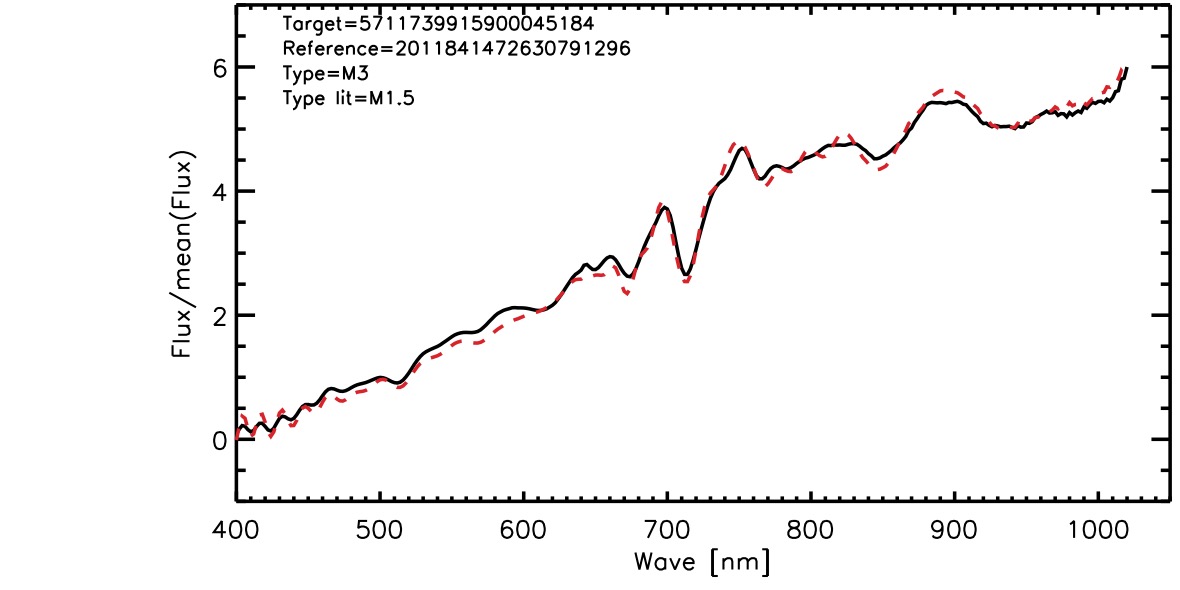 Target=5711739915900045184
Reference=2011841472630791296
Type=M3
Type lit=M1.5
6
4
2
0
Flux/mean(Flux)
400 500 600 700 800 900 1000
Wave [nm]